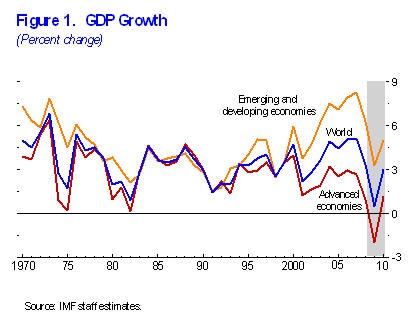 Figure 1. GDP Growth
(Percent change)
9
Emerging and
developing economies
6
World
3
Advanced
economies
0
-3
1970 75 80 85 90 95 2000 05 10
Source: IMF staff estimates.